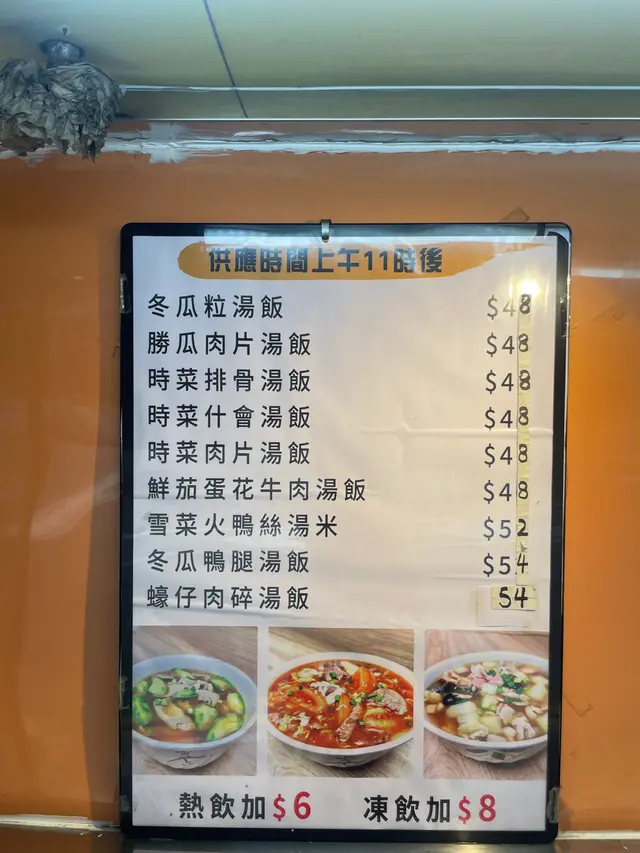 供應時間上午11時後
冬瓜粒湯飯 $48
勝瓜肉片湯飯 $48
時菜排骨湯飯 $48
時菜什會湯飯 $48
時菜肉片湯飯 $48
鮮茄蛋花牛肉湯飯 $48
雪菜火鴨絲湯米 $52
冬瓜鴨腿湯飯 $54
蠔仔肉碎湯飯 54
熱飲加$6 凍飲加$8